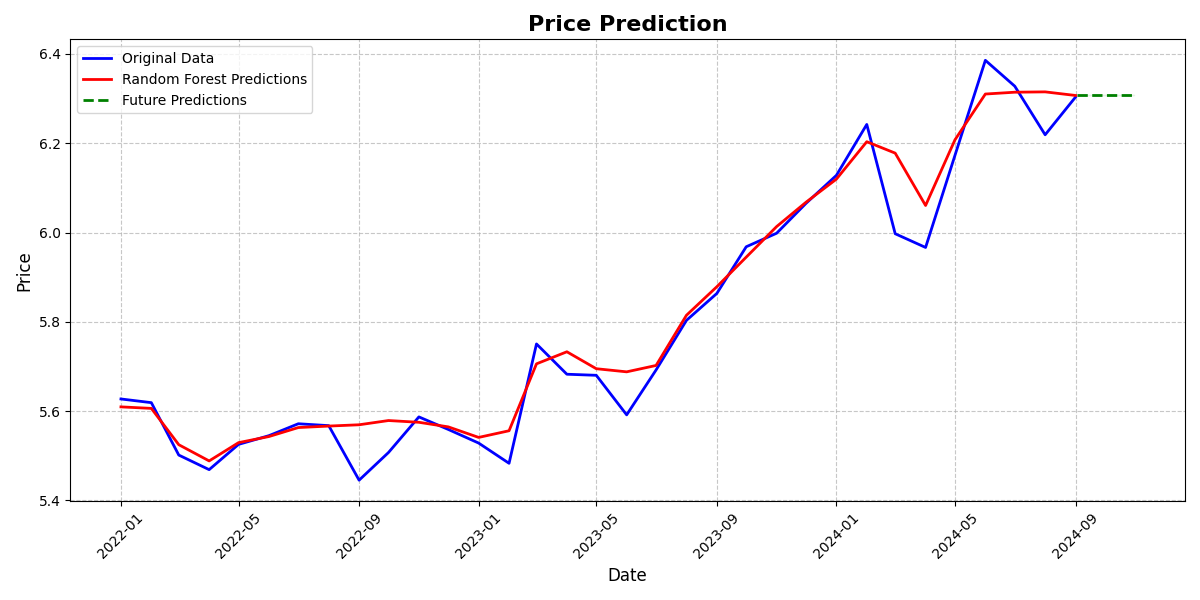 Price Prediction
Original Data
Random Forest Predictions
Future Predictions
Price
6.4
6.2
6.0
5.8
5.6
5.4
2022-01
2022-05
2022-09
2023-01
2023-05
2023-09
2024-01
2024-05
2024-09
Date